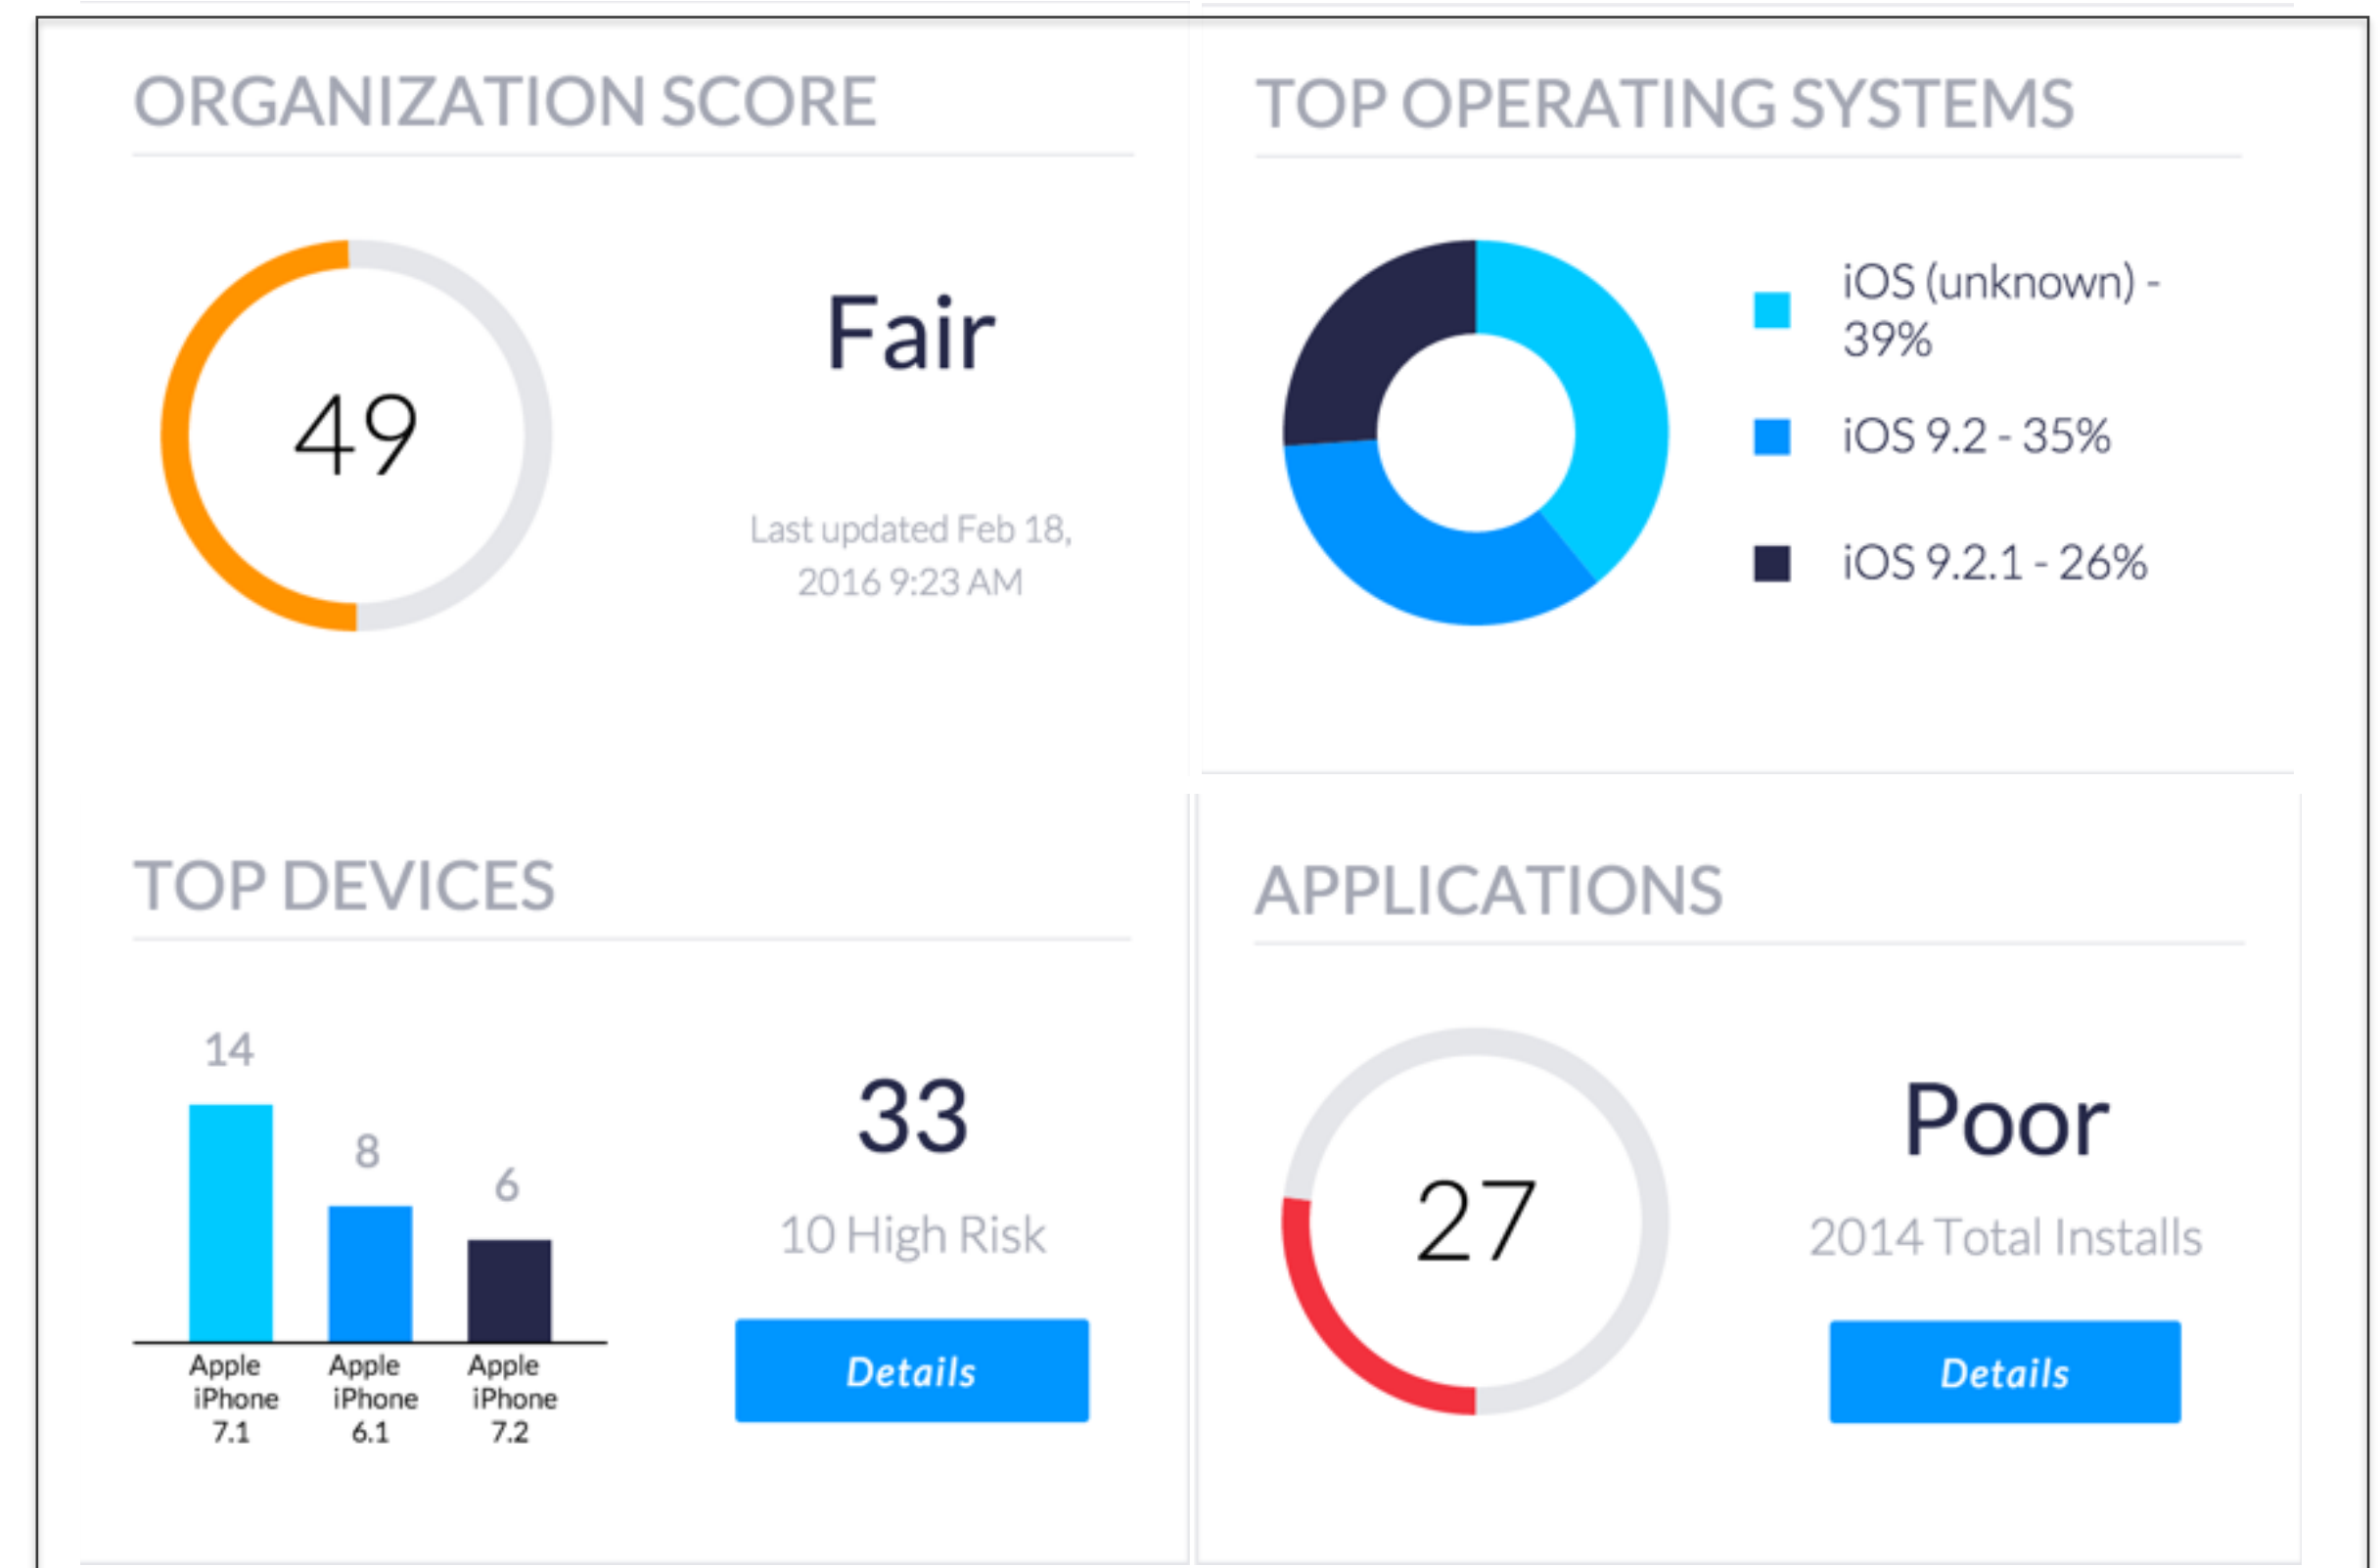 ORGANIZATION SCORE
49
Fair
Last updated Feb 18,
2016 9:23 AM
TOP OPERATING SYSTEMS
iOS (unknown) -
39%
iOS 9.2 - 35%
iOS 9.2.1 - 26%
TOP DEVICES
14
8
6
Apple
iPhone
7.1
Apple
iPhone
6.1
Apple
iPhone
7.2
33
10 High Risk
Details
APPLICATIONS
27
Poor
2014 Total Installs
Details